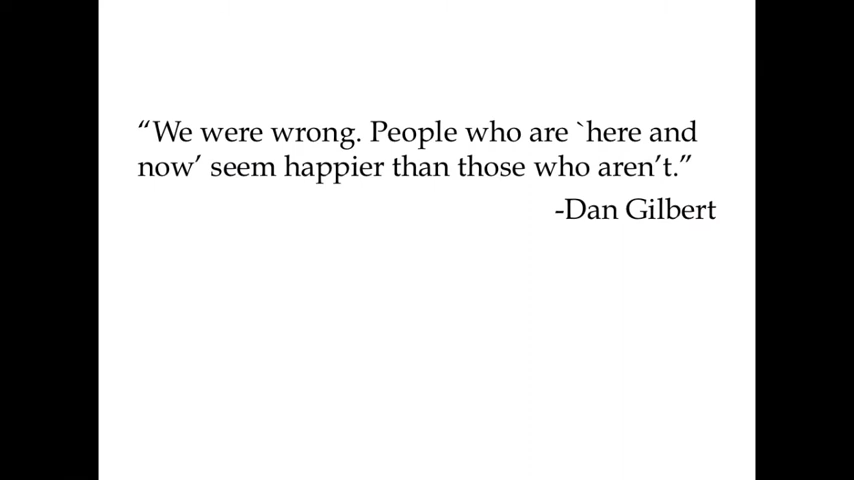 “We were wrong. People who are `here and
now’ seem happier than those who aren’t.”
-Dan Gilbert